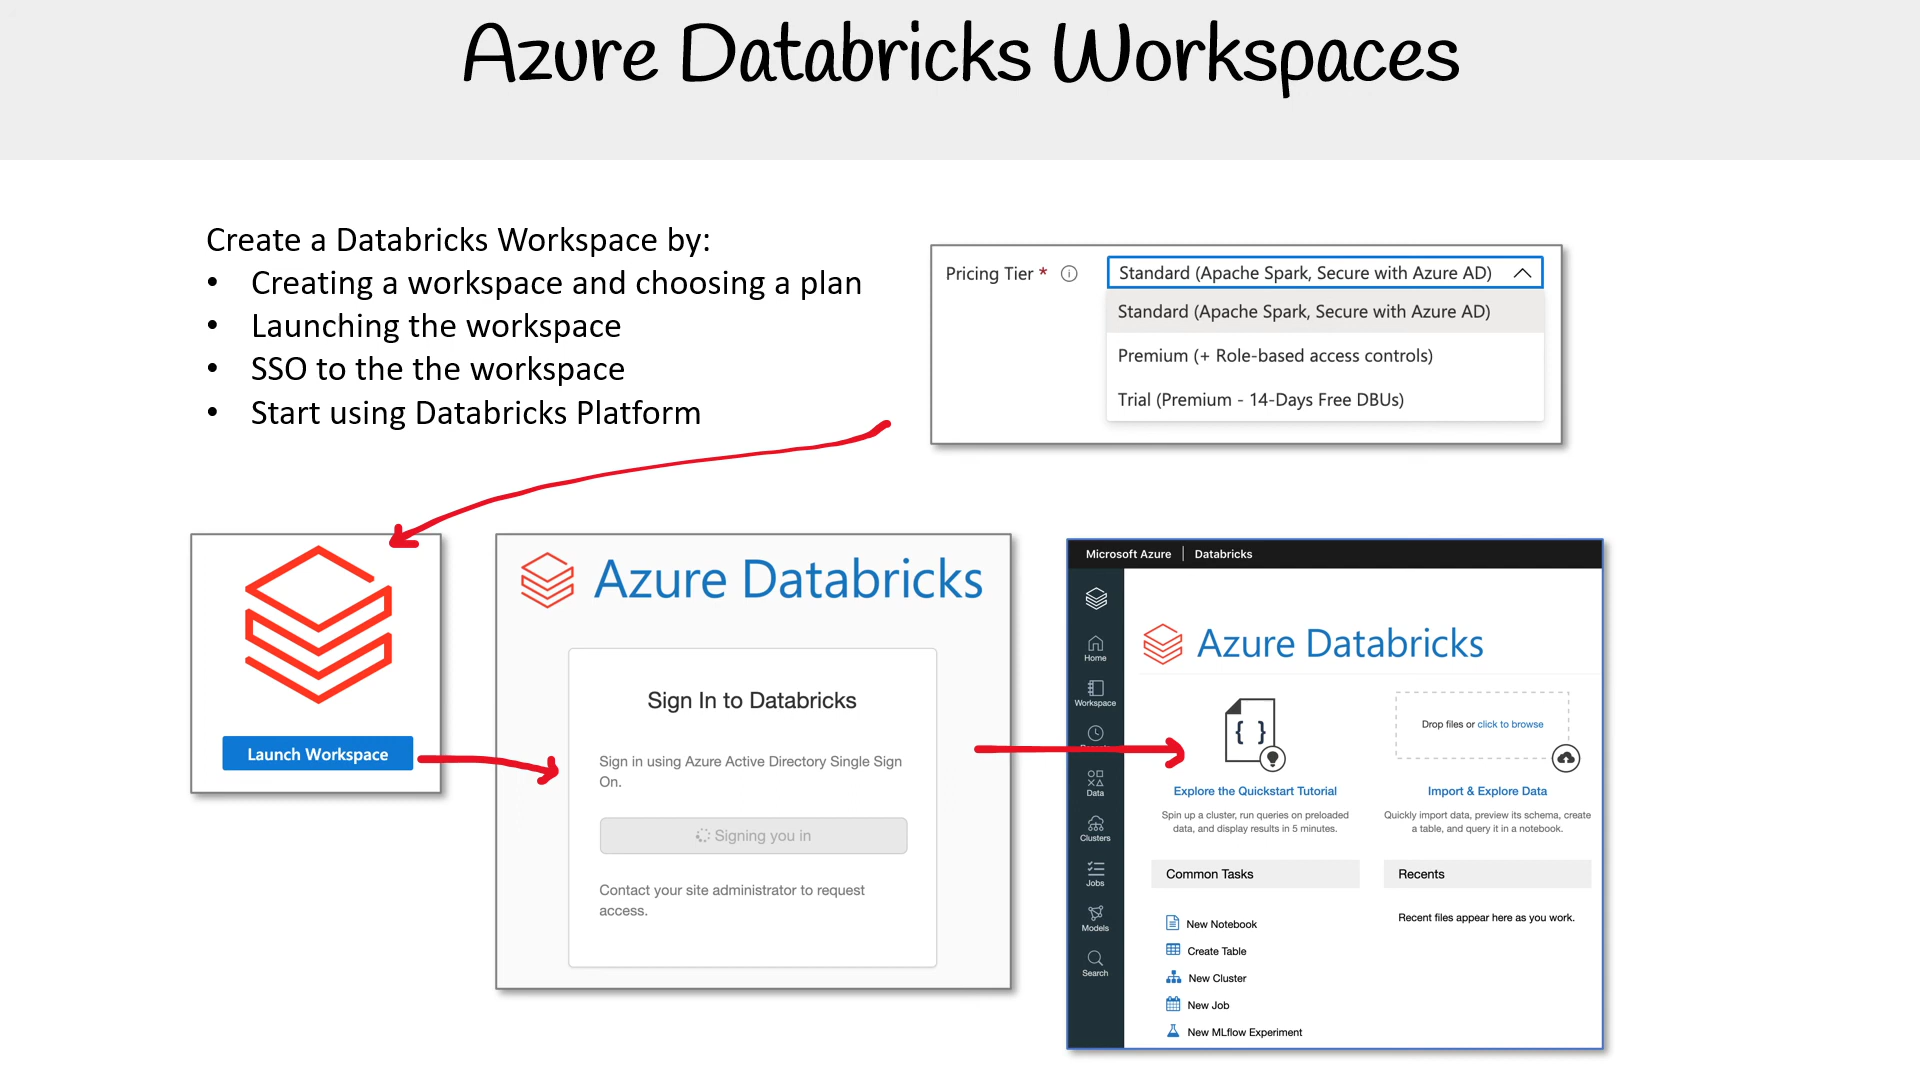 Azure Databricks Workspaces
Create a Databricks Workspace by:
• Creating a workspace and choosing a plan
• Launching the workspace
• SSO to the the workspace
• Start using Databricks Platform
Pricing Tier *
Standard (Apache Spark, Secure with Azure AD)
Standard (Apache Spark, Secure with Azure AD)
Premium (+ Role-based access controls)
Trial (Premium - 14-Days Free DBUs)
Launch Workspace
Azure Databricks
Sign In to Databricks
Sign in using Azure Active Directory Single Sign
On.
Signing you in
Contact your site administrator to request
access.
Microsoft Azure | Databricks
Home
Workspace
Data
Clusters
Jobs
Models
Search
Azure Databricks
Explore the Quickstart Tutorial
Spin up a cluster, run queries on preloaded
data, and display results in 5 minutes.
Drop files or click to browse
Import & Explore Data
Quickly import data, preview its schema, create
a table, and query it in a notebook.
Common Tasks
New Notebook
Create Table
New Cluster
New Job
New MLflow Experiment
Recents
Recent files appear here as you work.